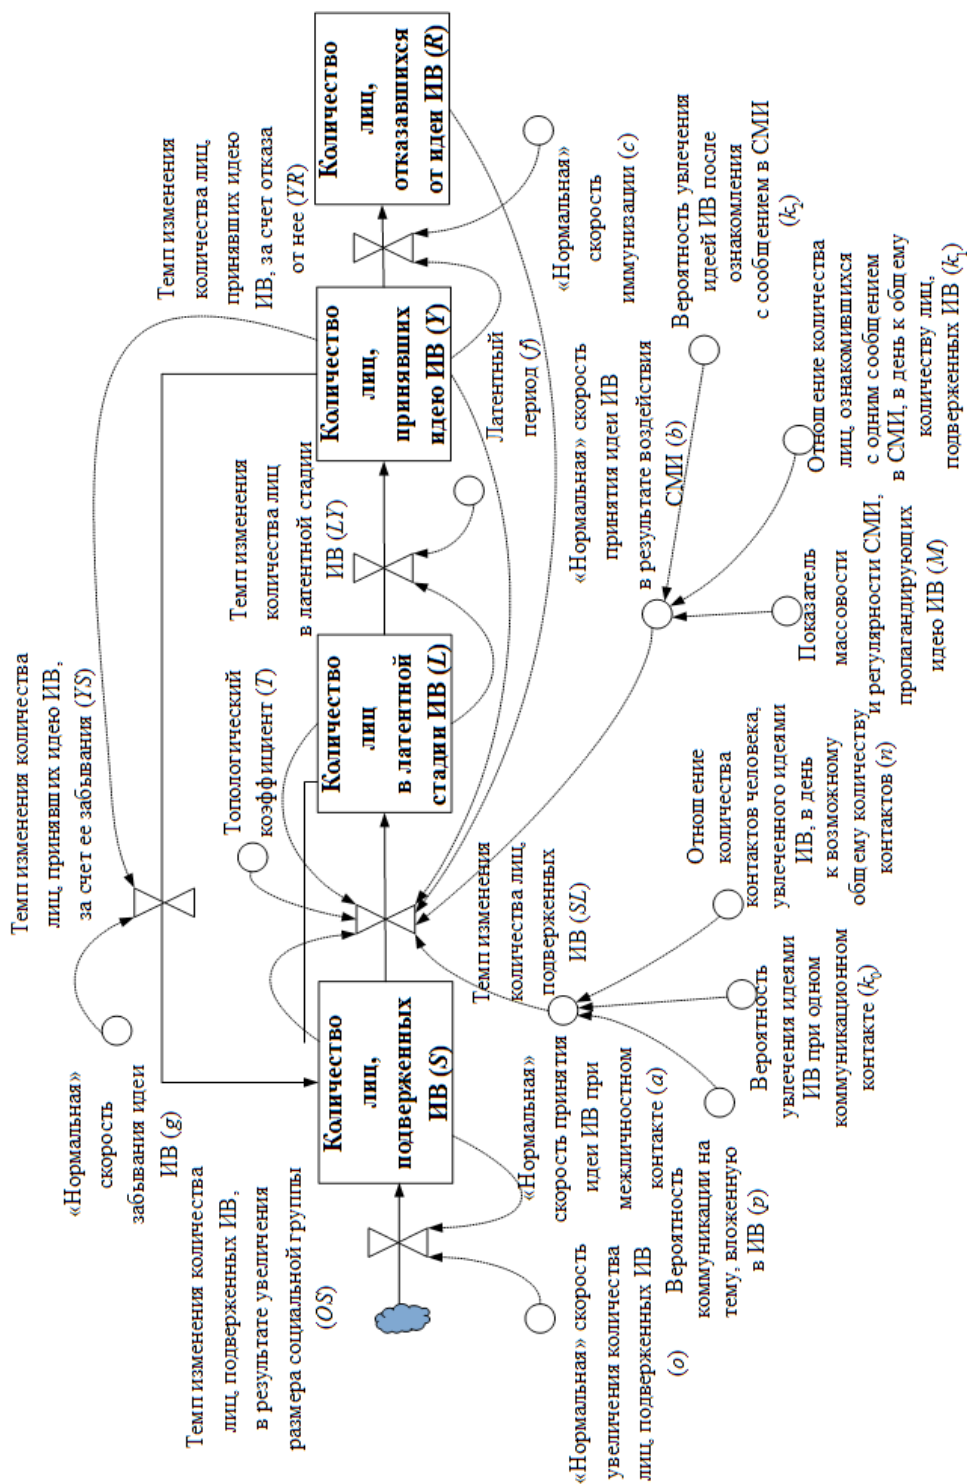 Темп изменения количества
лиц, подверженных ИВ,
в результате увеличения
размера социальной группы
(OS)
«Нормальная»
скорость
забывания идеи
ИВ (g)
Темп изменения количества
лиц, принявших идею ИВ,
за счет ее забывания (YS)
Топологический
коэффициент (T)
Темп изменения
количества лиц
в латентной стадии
ИВ (LY)
Темп изменения
количества лиц,
принявших идею
ИВ, за счет отказа
от нее (YR)
Количество
лиц,
подверженных
ИВ (S)
Количество
лиц
в латентной
стадии ИВ (L)
Количество
лиц,
принявших
идею ИВ (Y)
Количество
лиц,
отказавшихся
от идеи ИВ (R)
«Нормальная» скорость
увеличения количества
лиц, подверженных ИВ
(o)
«Нормальная»
скорость принятия
идеи ИВ при
межличностном
контакте (a)
Темп изменения
количества лиц,
подверженных
ИВ (SL)
Латентный
период (f)
«Нормальная»
скорость
иммунизации (c)
«Нормальная» скорость
принятия идеи ИВ
в результате воздействия
СМИ (b)
Вероятность
коммуникации на
тему, вложенную
в ИВ (p)
Вероятность
увлечения идеями
ИВ при одном
коммуникационном
контакте (k₀)
Отношение
количества
контактов человека,
увлеченного идеями
ИВ, в день
к возможному
общему количеству
контактов (n)
Показатель
массовости
и регулярности СМИ,
пропагандирующих
идею ИВ (M)
Отношение количества
лиц, ознакомившихся
с одним сообщением
в СМИ, в день к общему
количеству лиц,
подверженных ИВ (k₁)
Вероятность увлечения
идеей ИВ после
ознакомления
с сообщением в СМИ
(k₂)